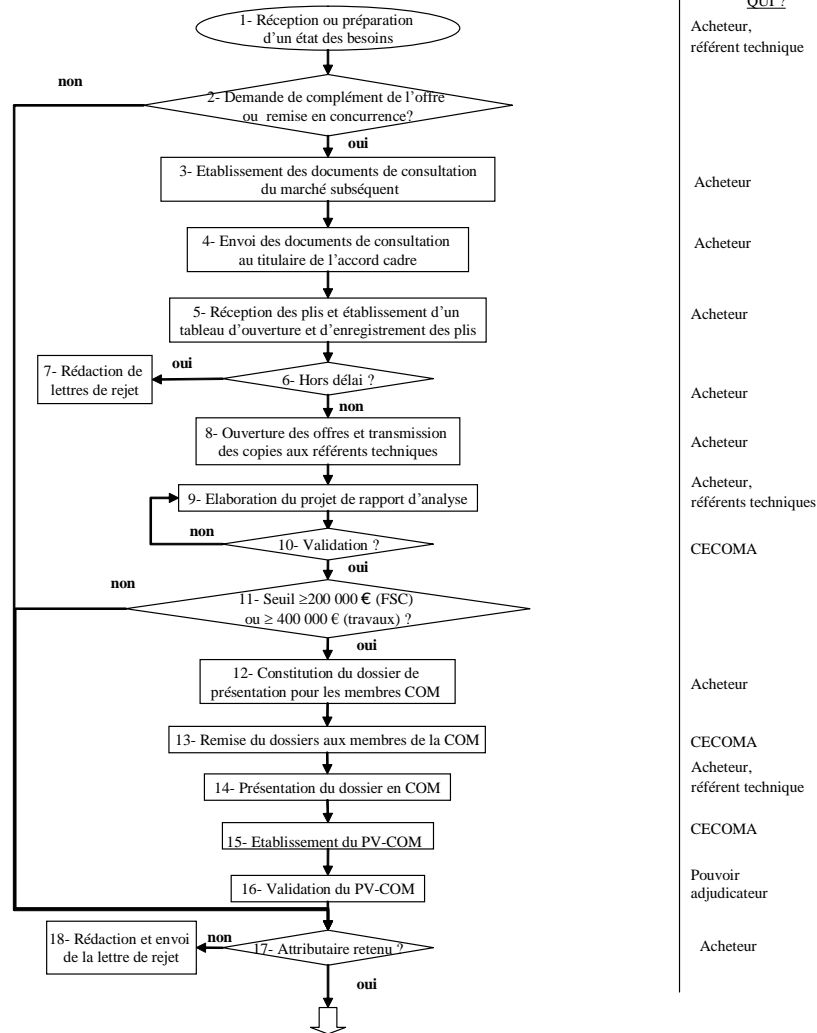 QUI ?
1- Réception ou préparation
d'un état des besoins
Acheteur,
référent technique
non
2- Demande de complément de l'offre
ou remise en concurrence?
oui
3- Etablissement des documents de consultation
du marché subséquent
Acheteur
4- Envoi des documents de consultation
au titulaire de l'accord cadre
Acheteur
5- Réception des plis et établissement d'un
tableau d'ouverture et d'enregistrement des plis
Acheteur
7- Rédaction de
lettres de rejet
oui
6- Hors délai ?
Acheteur
non
8- Ouverture des offres et transmission
des copies aux référents techniques
Acheteur
9- Elaboration du projet de rapport d'analyse
Acheteur,
référents techniques
non
10- Validation ?
CECOMA
oui
non
11- Seuil ≥200 000 € (FSC)
ou ≥ 400 000 € (travaux) ?
oui
12- Constitution du dossier de
présentation pour les membres COM
Acheteur
13- Remise du dossiers aux membres de la COM
CECOMA
14- Présentation du dossier en COM
Acheteur,
référent technique
15- Etablissement du PV-COM
CECOMA
16- Validation du PV-COM
Pouvoir
adjudicateur
18- Rédaction et envoi
de la lettre de rejet
non
17- Attributaire retenu ?
Acheteur
oui